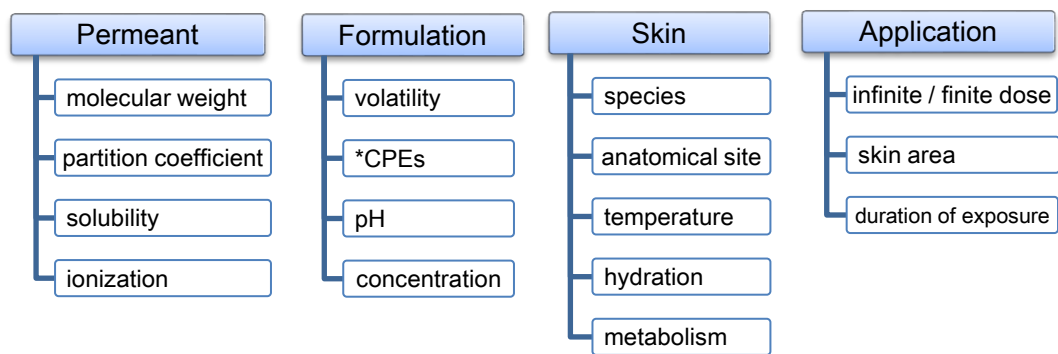 Permeant
molecular weight
partition coefficient
solubility
ionization
Formulation
volatility
*CPEs
pH
concentration
Skin
species
anatomical site
temperature
hydration
metabolism
Application
infinite / finite dose
skin area
duration of exposure